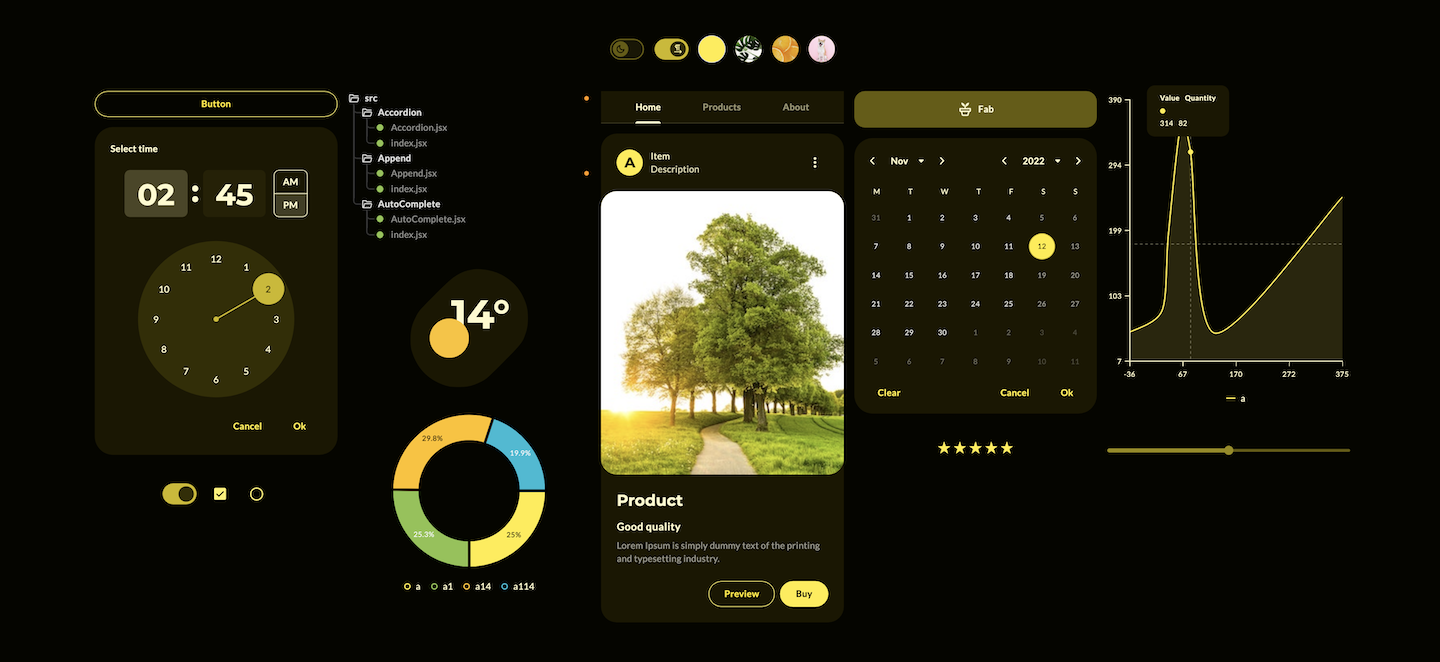 Button
Select time
02 : 45
AM
PM
12
11 1
10 2
9 3
8 4
7 5
6
Cancel Ok
src
Accordion
Accordion.jsx
index.jsx
Append
Append.jsx
index.jsx
AutoComplete
AutoComplete.jsx
index.jsx
14°
29.8% 19.9%
25.3% 25%
a a1 a14 a114
Home Products About
A
Item
Description
Product
Good quality
Lorem Ipsum is simply dummy text of the printing
and typesetting industry.
Preview Buy
Fab
Nov 2022
M T W T F S S
31 1 2 3 4 5 6
7 8 9 10 11 12 13
14 15 16 17 18 19 20
21 22 23 24 25 26 27
28 29 30 1 2 3 4
5 6 7 8 9 10 11
Clear Cancel Ok
Value Quantity
314 82
390
294
199
103
7
-36 67 170 272 375
a